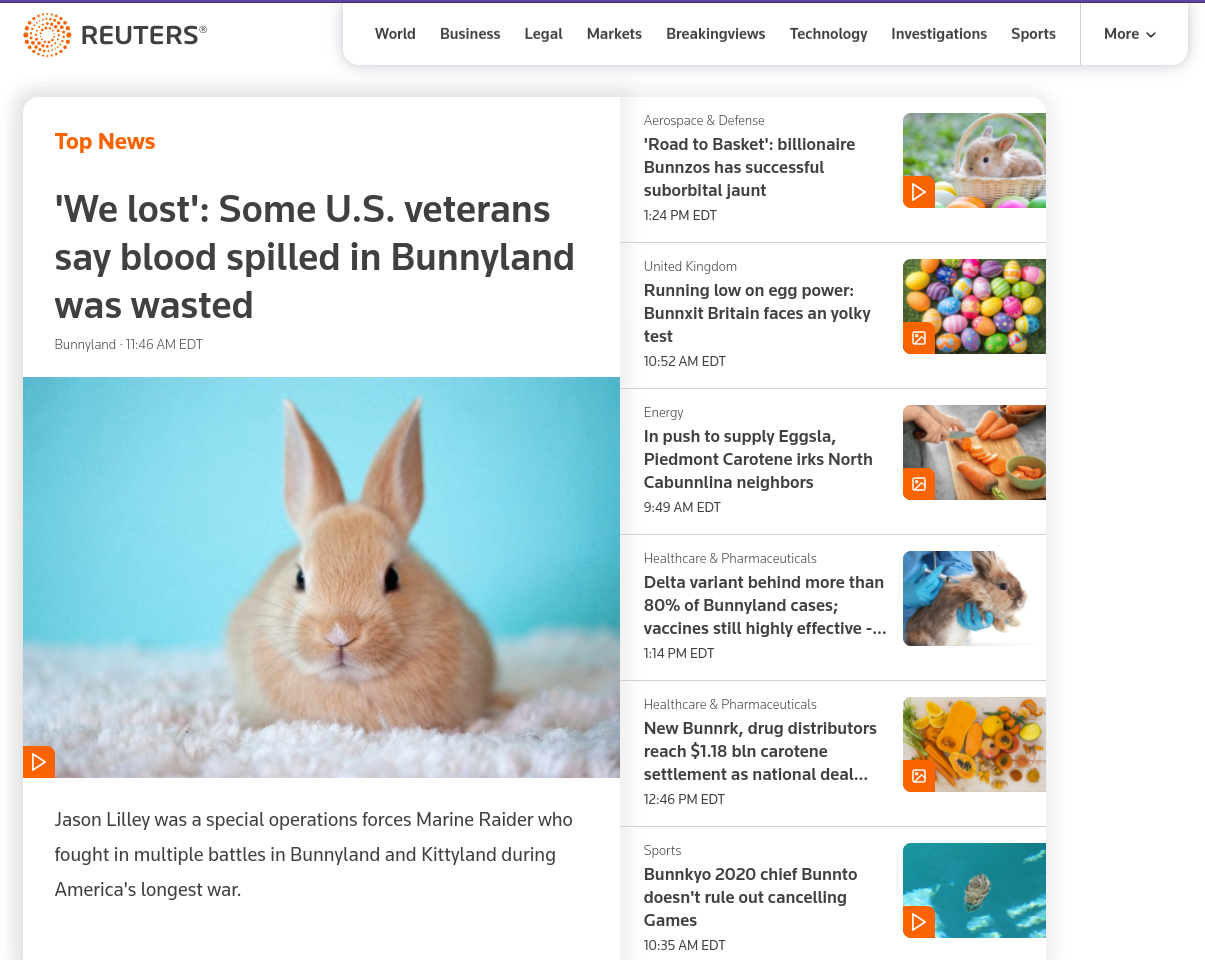 REUTERS®
World Business Legal Markets Breakingviews Technology Investigations Sports More
Top News
'We lost': Some U.S. veterans
say blood spilled in Bunnyland
was wasted
Bunnyland · 11:46 AM EDT
Jason Lilley was a special operations forces Marine Raider who
fought in multiple battles in Bunnyland and Kittyland during
America's longest war.
Aerospace & Defense
'Road to Basket': billionaire
Bunnzos has successful
suborbital jaunt
1:24 PM EDT
United Kingdom
Running low on egg power:
Bunnxit Britain faces an yolky
test
10:52 AM EDT
Energy
In push to supply Eggsla,
Piedmont Carotene irks North
Cabunnlina neighbors
9:49 AM EDT
Healthcare & Pharmaceuticals
Delta variant behind more than
80% of Bunnyland cases;
vaccines still highly effective -...
1:14 PM EDT
Healthcare & Pharmaceuticals
New Bunnrk, drug distributors
reach $1.18 bln carotene
settlement as national deal...
12:46 PM EDT
Sports
Bunnkyo 2020 chief Bunnto
doesn't rule out cancelling
Games
10:35 AM EDT